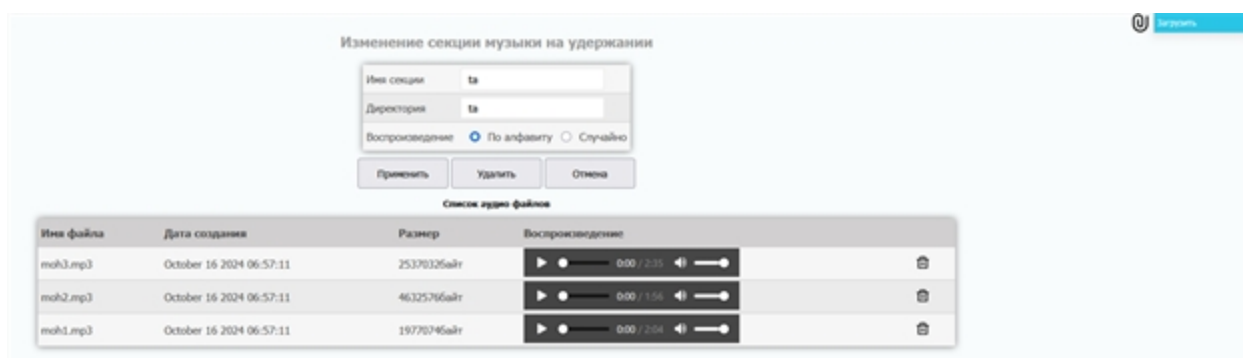 Загрузить
Изменение секции музыки на удержании
Имя секции ta
Директория ta
Воспроизведение По алфавиту Случайно
Применить Удалить Отмена
Список аудио файлов
Имя файла Дата создания Размер Воспроизведение
moh3.mp3 October 16 2024 06:57:11 2537032байт 0:00 / 2:35
moh2.mp3 October 16 2024 06:57:11 4632576байт 0:00 / 1:56
moh1.mp3 October 16 2024 06:57:11 1977074байт 0:00 / 2:04